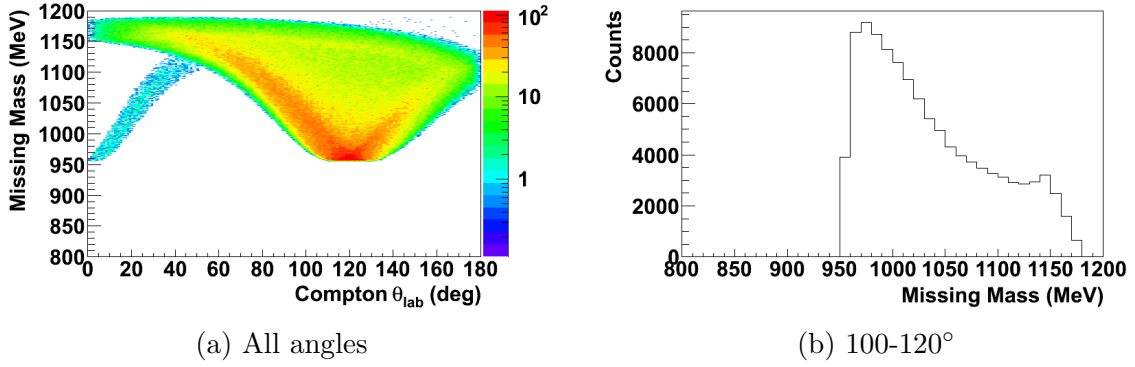 Missing Mass (MeV)
1200
1150
1100
1050
1000
950
900
850
800
0 20 40 60 80 100 120 140 160 180
Compton θlab (deg)
10²
10
1
(a) All angles
Counts
8000
6000
4000
2000
0
800 850 900 950 1000 1050 1100 1150 1200
Missing Mass (MeV)
(b) 100-120°